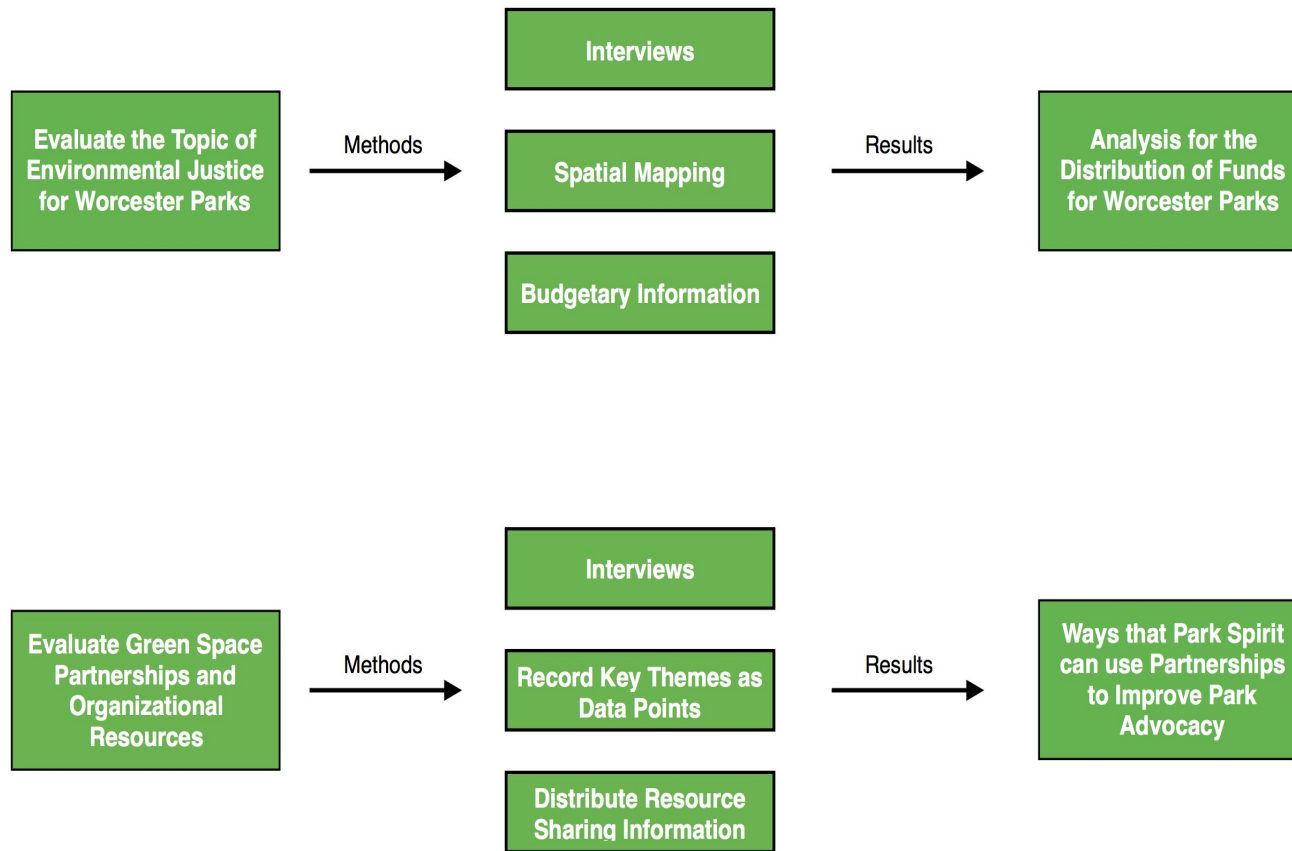 Interviews
Evaluate the Topic of
Environmental Justice
for Worcester Parks
Methods
Spatial Mapping
Results
Analysis for the
Distribution of Funds
for Worcester Parks
Budgetary Information
Interviews
Evaluate Green Space
Partnerships and
Organizational
Resources
Methods
Record Key Themes as
Data Points
Results
Ways that Park Spirit
can use Partnerships
to Improve Park
Advocacy
Distribute Resource
Sharing Information